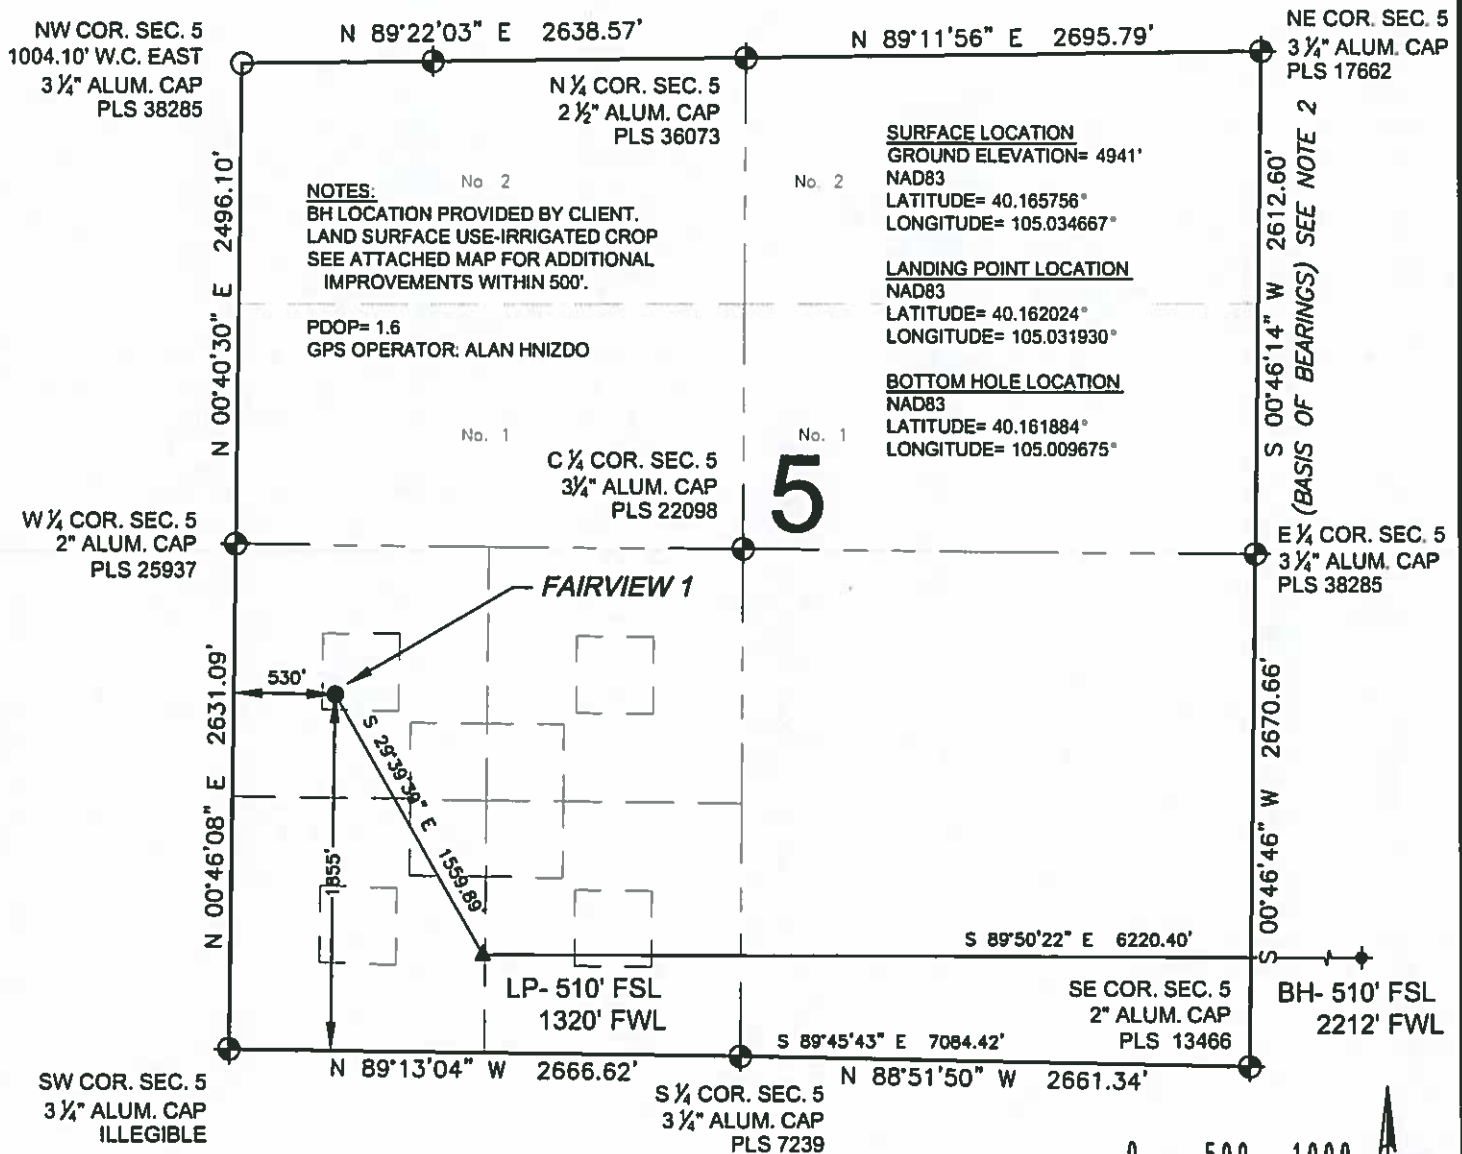 NW COR. SEC. 5
1004.10' W.C. EAST
3 ¼" ALUM. CAP
PLS 38285
N 89°22'03" E 2638.57'
N 89°11'56" E 2695.79'
NE COR. SEC. 5
3 ¼" ALUM. CAP
PLS 17662
N ¼ COR. SEC. 5
2 ½" ALUM. CAP
PLS 36073
N 00°40'30" E 2496.10'
NOTES:
BH LOCATION PROVIDED BY CLIENT.
LAND SURFACE USE-IRRIGATED CROP
SEE ATTACHED MAP FOR ADDITIONAL
IMPROVEMENTS WITHIN 500'.
PDOP= 1.6
GPS OPERATOR: ALAN HNIZDO
No. 2
No. 2
SURFACE LOCATION
GROUND ELEVATION= 4941'
NAD83
LATITUDE= 40.165756°
LONGITUDE= 105.034667°
LANDING POINT LOCATION
NAD83
LATITUDE= 40.162024°
LONGITUDE= 105.031930°
BOTTOM HOLE LOCATION
NAD83
LATITUDE= 40.161884°
LONGITUDE= 105.009675°
S 00°46'14" W 2612.60'
(BASIS OF BEARINGS) SEE NOTE 2
No. 1
No. 1
C ¼ COR. SEC. 5
3¼" ALUM. CAP
PLS 22098
5
W ¼ COR. SEC. 5
2" ALUM. CAP
PLS 25937
E ¼ COR. SEC. 5
3 ¼" ALUM. CAP
PLS 38285
FAIRVIEW 1
530'
N 00°46'08" E 2631.09'
1855'
S 29°39'39" E 1559.89'
S 00°46'46" W 2670.66'
S 89°50'22" E 6220.40'
LP- 510' FSL
1320' FWL
SE COR. SEC. 5
2" ALUM. CAP
PLS 13466
BH- 510' FSL
2212' FWL
S 89°45'43" E 7084.42'
N 89°13'04" W 2666.62'
N 88°51'50" W 2661.34'
SW COR. SEC. 5
3 ¼" ALUM. CAP
ILLEGIBLE
S ¼ COR. SEC. 5
3 ¼" ALUM. CAP
PLS 7239
0 500 1000